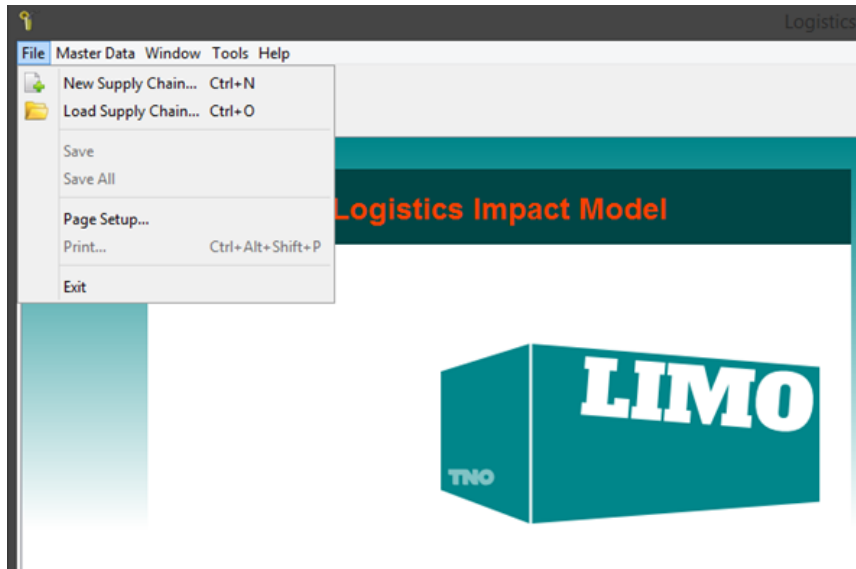 Logistics
File Master Data Window Tools Help
New Supply Chain... Ctrl+N
Load Supply Chain... Ctrl+O
Save
Save All
Page Setup...
Print... Ctrl+Alt+Shift+P
Exit
Logistics Impact Model
LIMO
TNO